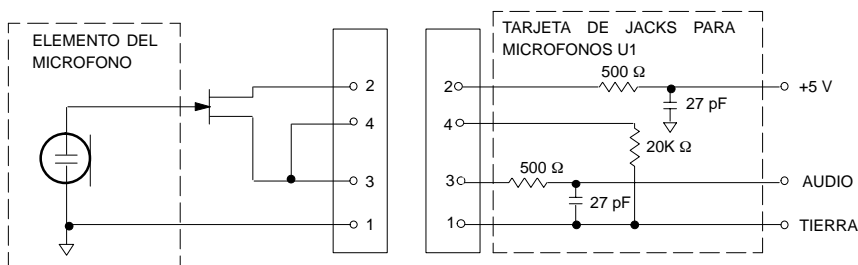 ELEMENTO DEL
MICROFONO
2
4
3
1
2
4
3
1
TARJETA DE JACKS PARA
MICROFONOS U1
500 Ω
27 pF
20K Ω
500 Ω
27 pF
+5 V
AUDIO
TIERRA